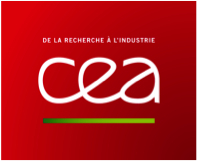 DE LA RECHERCHE À L'INDUSTRIE
cea